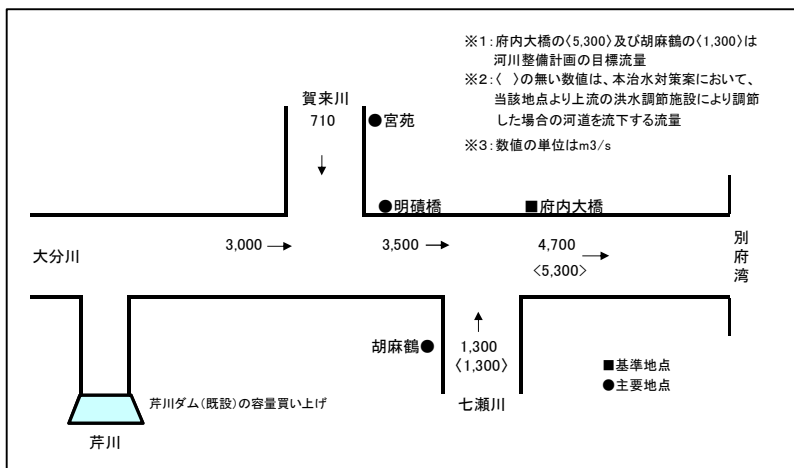 ※1:府内大橋の〈5,300〉及び胡麻鶴の〈1,300〉は
河川整備計画の目標流量
※2:〈 〉の無い数値は、本治水対策案において、
当該地点より上流の洪水調節施設により調節
した場合の河道を流下する流量
※3:数値の単位はm3/s
賀来川
710
●宮苑
↓
●明磧橋
■府内大橋
大分川
3,000→
3,500→
4,700
→
<5,300>
別府湾
↑
胡麻鶴●
1,300
〈1,300〉
七瀬川
■基準地点
●主要地点
芹川ダム(既設)の容量買い上げ
芹川